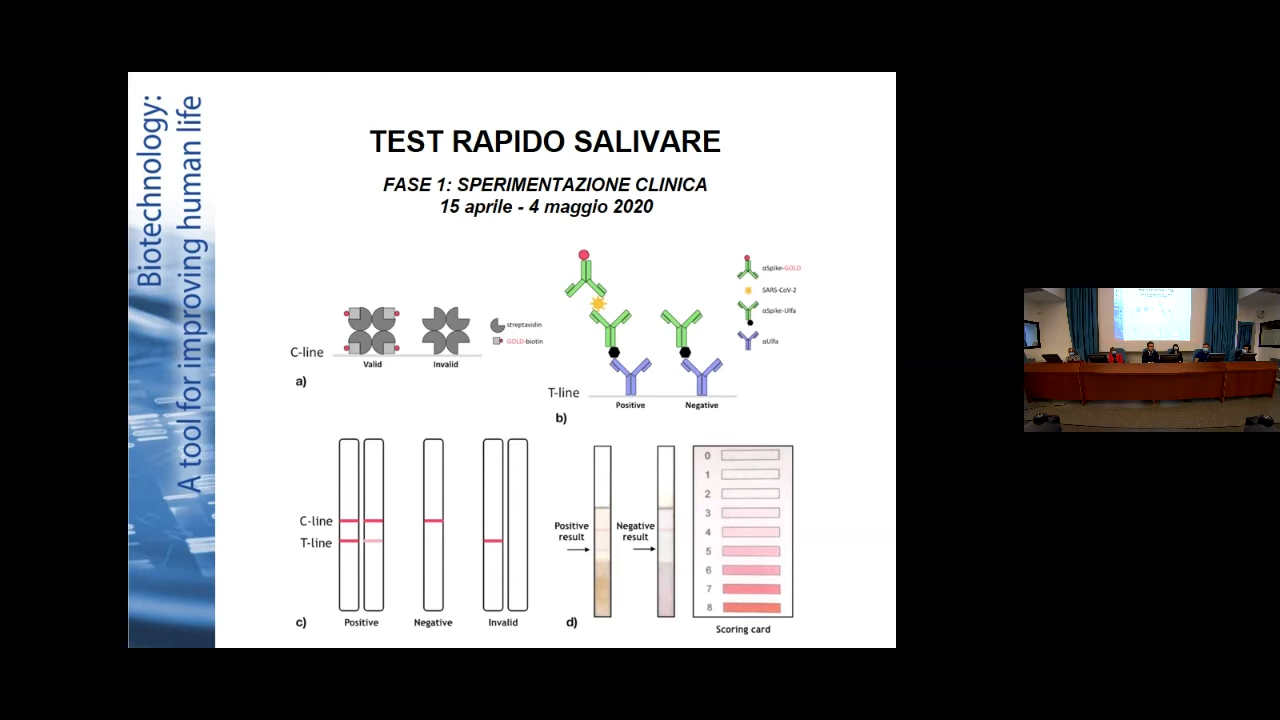 Biotechnology:
A tool for improving human life
TEST RAPIDO SALIVARE
FASE 1: SPERIMENTAZIONE CLINICA
15 aprile - 4 maggio 2020
C-line
Valid
Invalid
streptavidin
GOLD-biotin
a)
αSpike-GOLD
SARS-CoV-2
αSpike-Ulfa
αUlfa
T-line
Positive
Negative
b)
C-line
T-line
c)
Positive
Negative
Invalid
Positive
result
Negative
result
d)
0
1
2
3
4
5
6
7
8
Scoring card